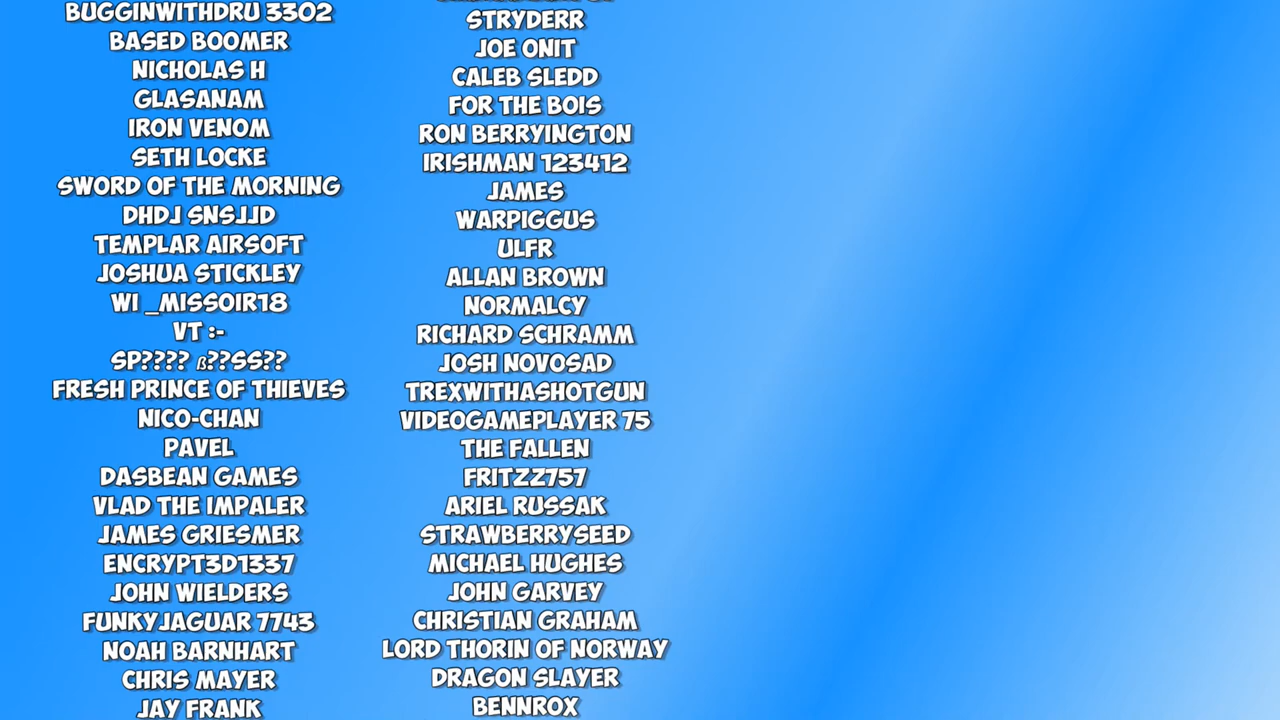 BUGGINWITHDRU 3302
BASED BOOMER
NICHOLAS H
GLASANAM
IRON VENOM
SETH LOCKE
SWORD OF THE MORNING
DHDJ SNSJJD
TEMPLAR AIRSOFT
JOSHUA STICKLEY
WI _MISSOIR18
VT :-
SP???? ß??SS??
FRESH PRINCE OF THIEVES
NICO-CHAN
PAVEL
DASBEAN GAMES
VLAD THE IMPALER
JAMES GRIESMER
ENCRYPT3D1337
JOHN WIELDERS
FUNKYJAGUAR 7743
NOAH BARNHART
CHRIS MAYER
JAY FRANK
STRYDERR
JOE ONIT
CALEB SLEDD
FOR THE BOIS
RON BERRYINGTON
IRISHMAN 123412
JAMES
WARPIGGUS
ULFR
ALLAN BROWN
NORMALCY
RICHARD SCHRAMM
JOSH NOVOSAD
TREXWITHASHOTGUN
VIDEOGAMEPLAYER 75
THE FALLEN
FRITZZ757
ARIEL RUSSAK
STRAWBERRYSEED
MICHAEL HUGHES
JOHN GARVEY
CHRISTIAN GRAHAM
LORD THORIN OF NORWAY
DRAGON SLAYER
BENNROX